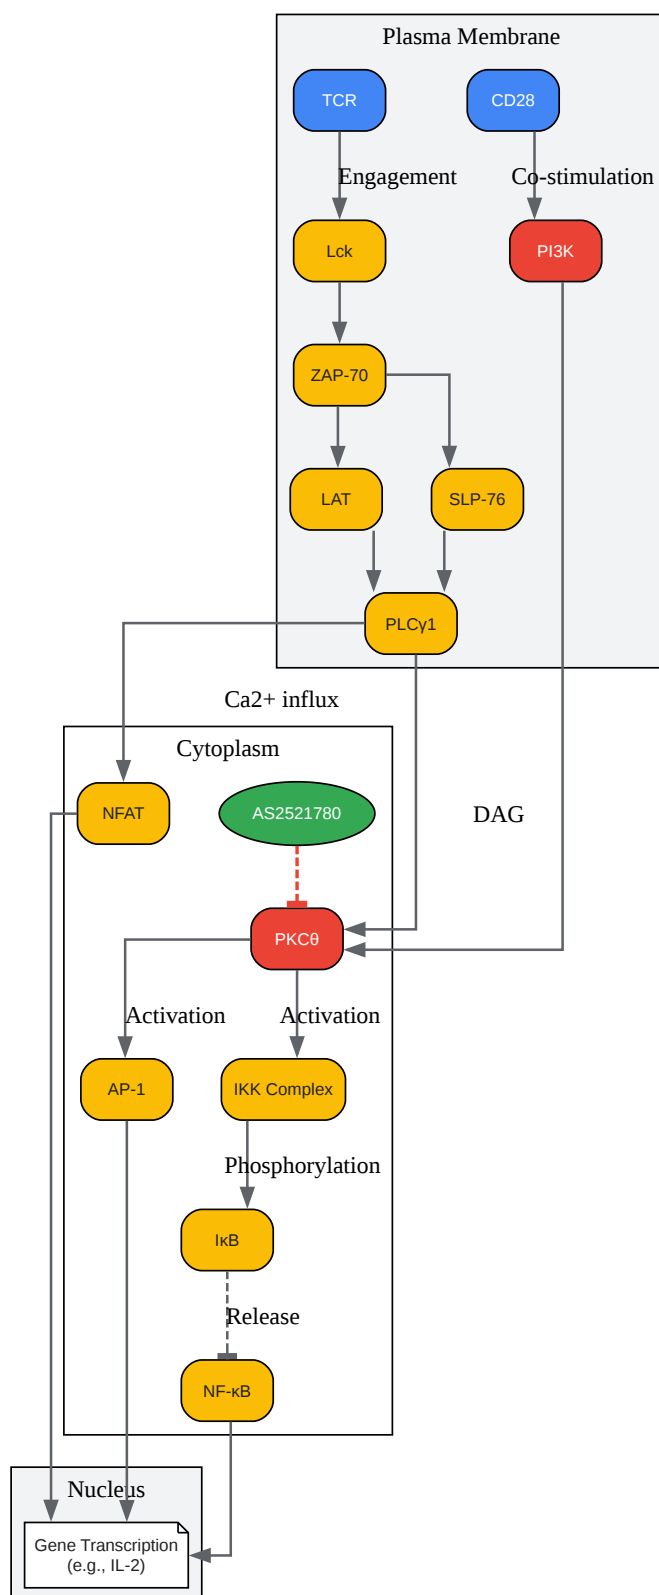 Plasma Membrane
TCR
CD28
Engagement
Co-stimulation
Lck
PI3K
ZAP-70
LAT
SLP-76
PLCγ1
Ca2+ influx
Cytoplasm
NFAT
AS2521780
DAG
PKCθ
Activation
Activation
AP-1
IKK Complex
Phosphorylation
IκB
Release
NF-κB
Nucleus
Gene Transcription
(e.g., IL-2)